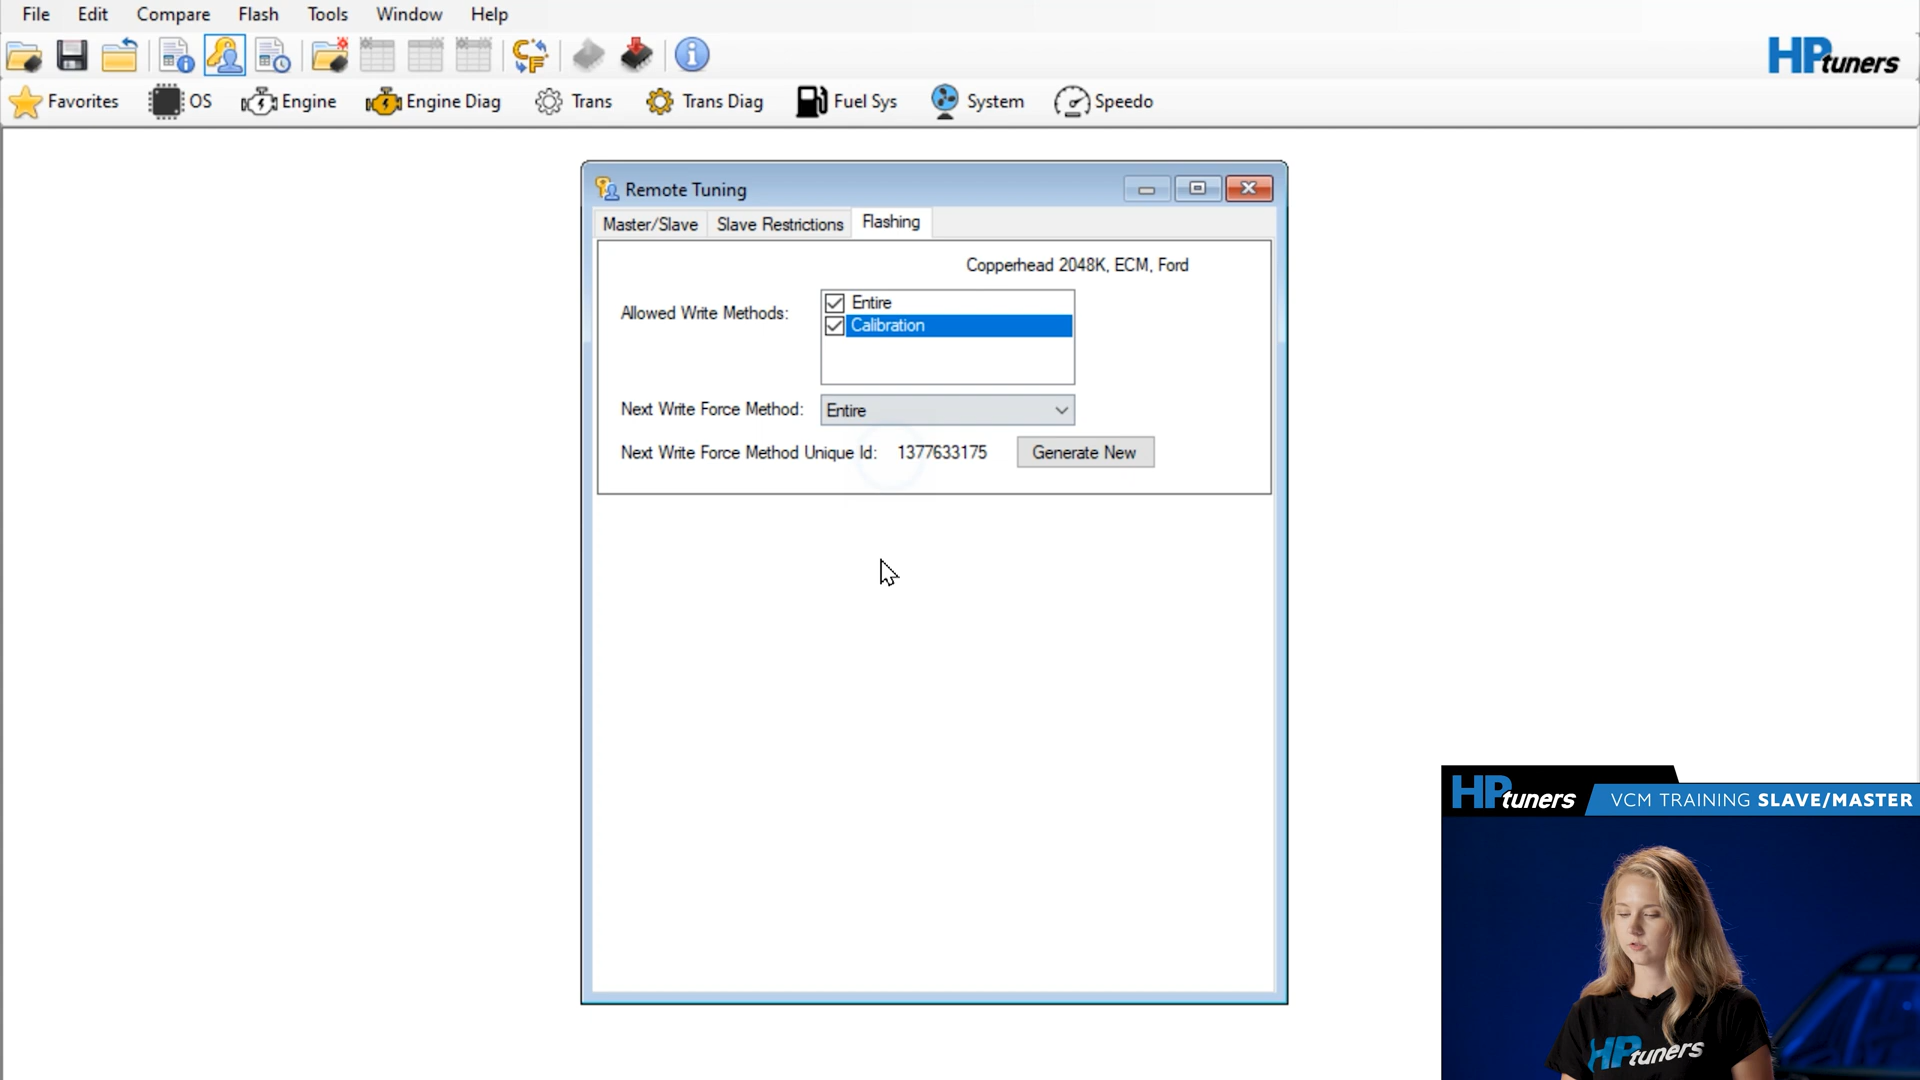 File Edit Compare Flash Tools Window Help
HPtuners
Favorites OS Engine Engine Diag Trans Trans Diag Fuel Sys System Speedo
Remote Tuning
Master/Slave Slave Restrictions Flashing
Copperhead 2048K, ECM, Ford
Allowed Write Methods:
Entire
Calibration
Next Write Force Method: Entire
Next Write Force Method Unique Id: 1377633175 Generate New
HPtuners VCM TRAINING SLAVE/MASTER
HPtuners